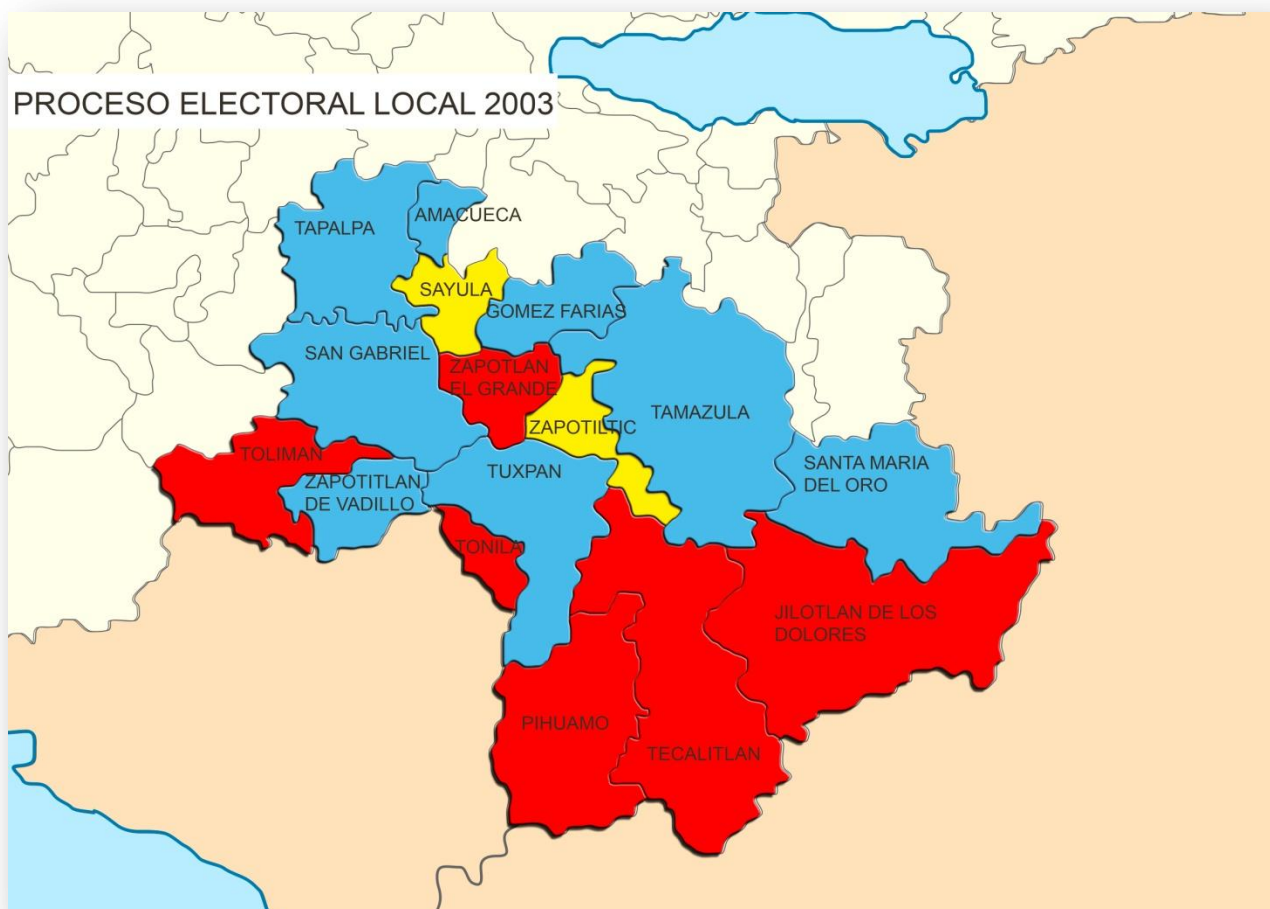 PROCESO ELECTORAL LOCAL 2003
TAPALPA
AMACUECA
SAYULA
GOMEZ FARIAS
SAN GABRIEL
ZAPOTLAN
EL GRANDE
TAMAZULA
ZAPOTILTIC
TOLIMAN
TUXPAN
SANTA MARIA
DEL ORO
ZAPOTITLAN
DE VADILLO
TONILA
JILOTLAN DE LOS
DOLORES
PIHUAMO
TECALITLAN